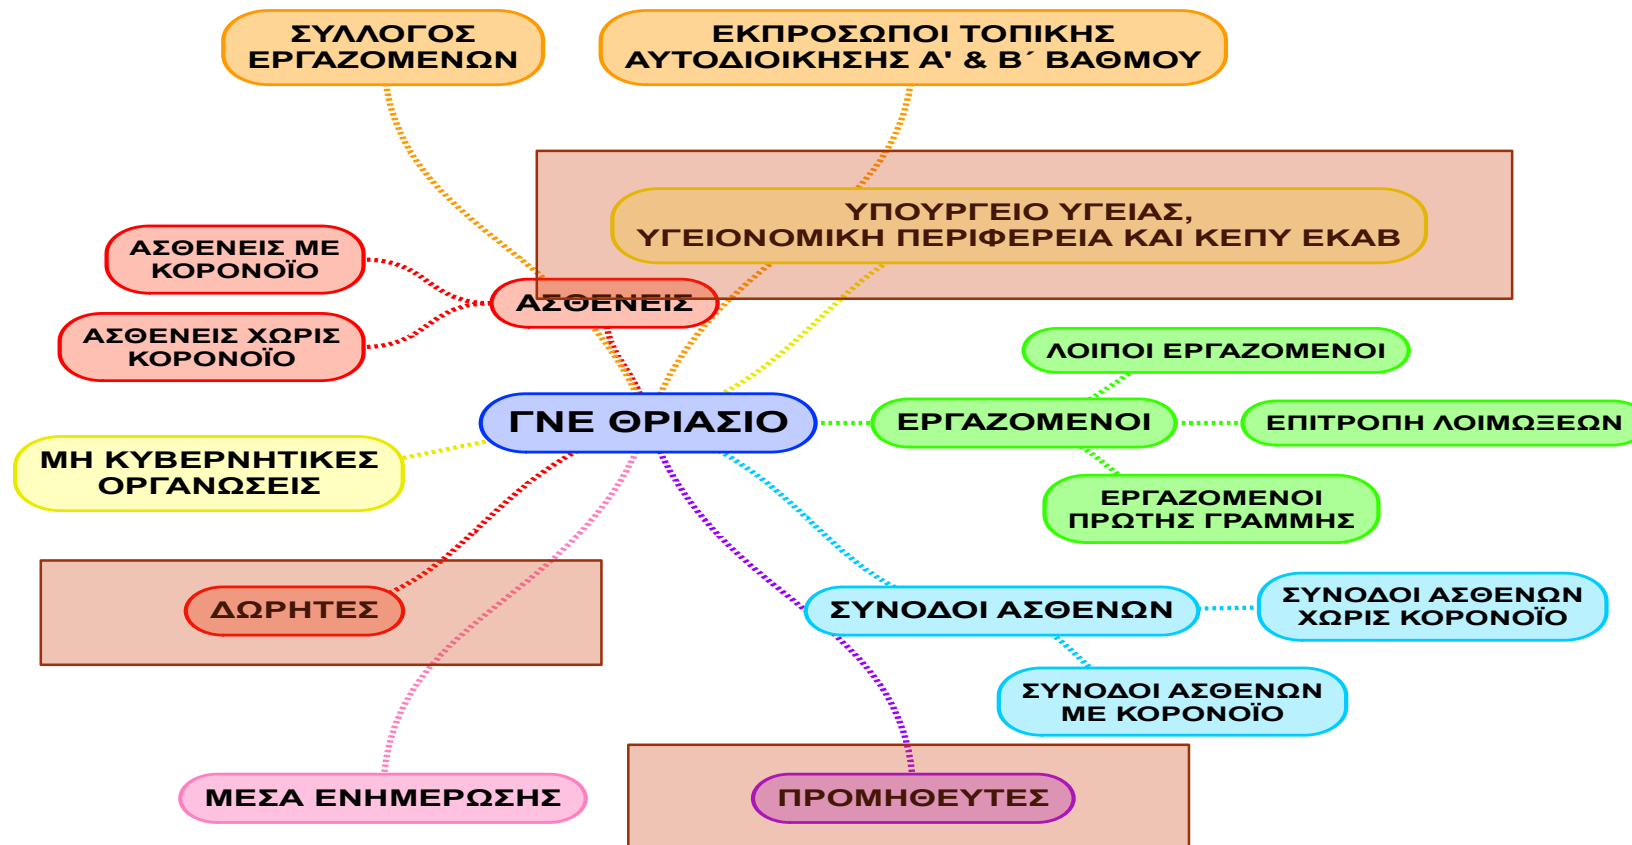 ΣΥΛΛΟΓΟΣ
ΕΡΓΑΖΟΜΕΝΩΝ
ΕΚΠΡΟΣΩΠΟΙ ΤΟΠΙΚΗΣ
ΑΥΤΟΔΙΟΙΚΗΣΗΣ Α' & Β΄ ΒΑΘΜΟΥ
ΥΠΟΥΡΓΕΙΟ ΥΓΕΙΑΣ,
ΥΓΕΙΟΝΟΜΙΚΗ ΠΕΡΙΦΕΡΕΙΑ ΚΑΙ ΚΕΠΥ ΕΚΑΒ
ΑΣΘΕΝΕΙΣ ΜΕ
ΚΟΡΟΝΟΪΟ
ΑΣΘΕΝΕΙΣ
ΑΣΘΕΝΕΙΣ ΧΩΡΙΣ
ΚΟΡΟΝΟΪΟ
ΛΟΙΠΟΙ ΕΡΓΑΖΟΜΕΝΟΙ
ΓΝΕ ΘΡΙΑΣΙΟ
ΕΡΓΑΖΟΜΕΝΟΙ
ΕΠΙΤΡΟΠΗ ΛΟΙΜΩΞΕΩΝ
ΜΗ ΚΥΒΕΡΝΗΤΙΚΕΣ
ΟΡΓΑΝΩΣΕΙΣ
ΕΡΓΑΖΟΜΕΝΟΙ
ΠΡΩΤΗΣ ΓΡΑΜΜΗΣ
ΔΩΡΗΤΕΣ
ΣΥΝΟΔΟΙ ΑΣΘΕΝΩΝ
ΣΥΝΟΔΟΙ ΑΣΘΕΝΩΝ
ΧΩΡΙΣ ΚΟΡΟΝΟΪΟ
ΣΥΝΟΔΟΙ ΑΣΘΕΝΩΝ
ΜΕ ΚΟΡΟΝΟΪΟ
ΜΕΣΑ ΕΝΗΜΕΡΩΣΗΣ
ΠΡΟΜΗΘΕΥΤΕΣ